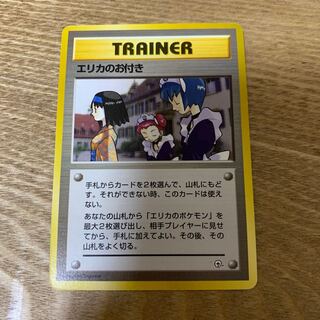 TRAINER
エリカのお付き
手札からカードを2枚選んで、山札にもど
す。それができない時、このカードは使え
ない。
あなたの山札から「エリカのポケモン」を
最大2枚選び出し、相手プレイヤーに見せ
てから、手札に加えてよい。その後、その
山札をよく切る。